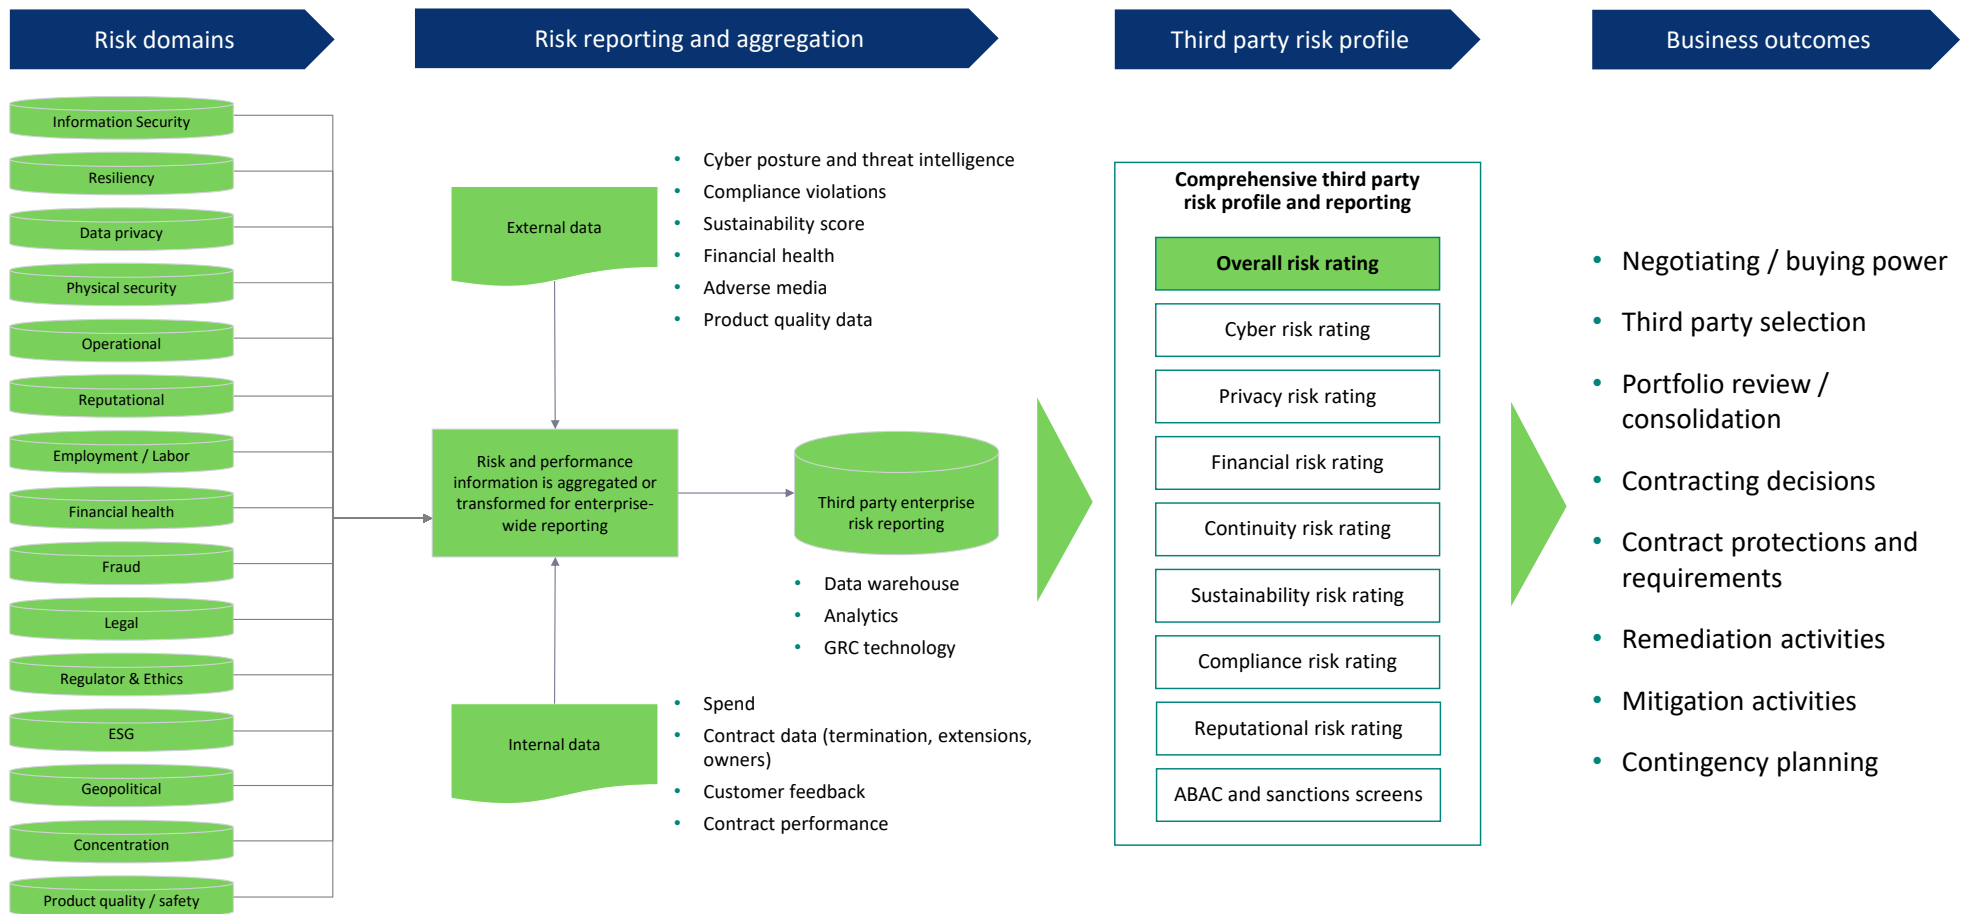 Risk domains
Risk reporting and aggregation
Third party risk profile
Business outcomes
Information Security
Resiliency
Data privacy
Physical security
Operational
Reputational
Employment / Labor
Financial health
Fraud
Legal
Regulator & Ethics
ESG
Geopolitical
Concentration
Product quality / safety
External data
• Cyber posture and threat intelligence
• Compliance violations
• Sustainability score
• Financial health
• Adverse media
• Product quality data
Risk and performance
information is aggregated or
transformed for enterprise-
wide reporting
Third party enterprise
risk reporting
• Data warehouse
• Analytics
• GRC technology
Internal data
• Spend
• Contract data (termination, extensions,
owners)
• Customer feedback
• Contract performance
Comprehensive third party
risk profile and reporting
Overall risk rating
Cyber risk rating
Privacy risk rating
Financial risk rating
Continuity risk rating
Sustainability risk rating
Compliance risk rating
Reputational risk rating
ABAC and sanctions screens
• Negotiating / buying power
• Third party selection
• Portfolio review /
consolidation
• Contracting decisions
• Contract protections and
requirements
• Remediation activities
• Mitigation activities
• Contingency planning